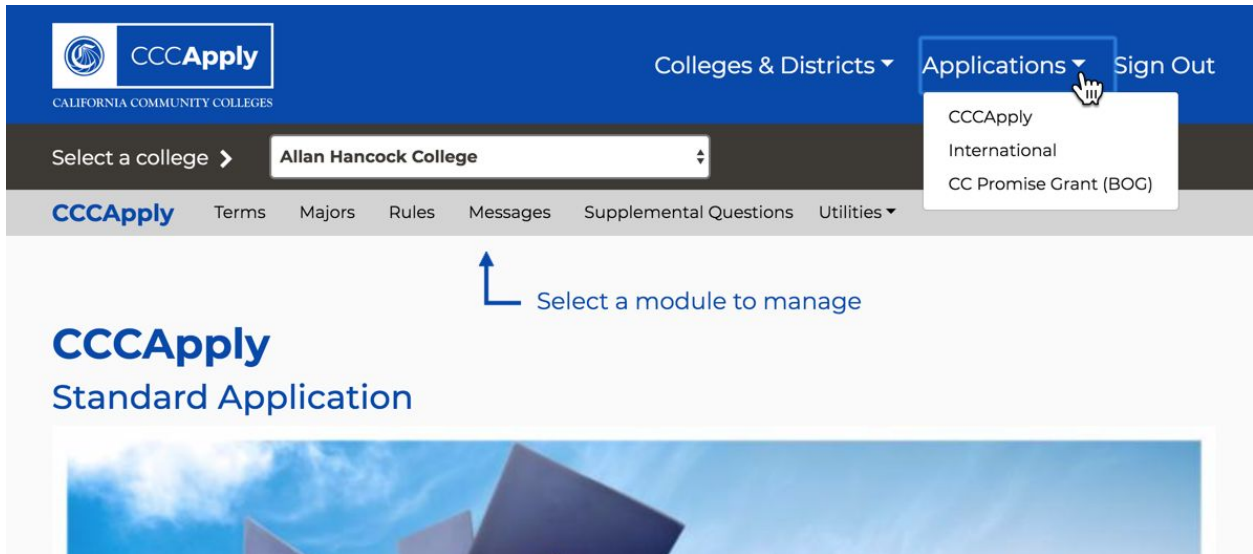 CCCApply
CALIFORNIA COMMUNITY COLLEGES
Colleges & Districts Applications Sign Out
CCCApply
International
CC Promise Grant (BOG)
Select a college Allan Hancock College
CCCApply Terms Majors Rules Messages Supplemental Questions Utilities
Select a module to manage
CCCApply
Standard Application